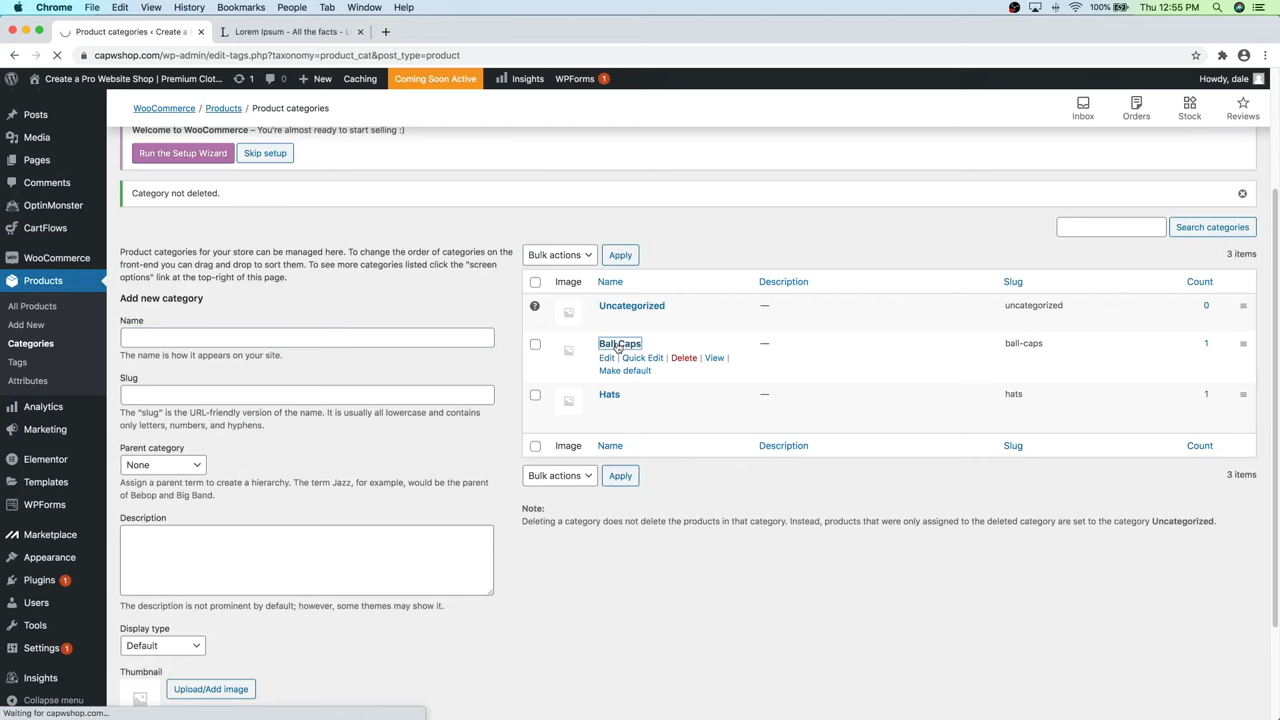 Chrome File Edit View History Bookmarks People Tab Window Help 100% Thu 12:55 PM
Product categories ‹ Create a
Lorem Ipsum - All the facts - L
capwshop.com/wp-admin/edit-tags.php?taxonomy=product_cat&post_type=product
Create a Pro Website Shop | Premium Clot... 1 0 New Caching Coming Soon Active Insights WPForms 1 Howdy, dale
Posts
Media
Pages
Comments
OptinMonster
CartFlows
WooCommerce
Products
All Products
Add New
Categories
Tags
Attributes
Analytics
Marketing
Elementor
Templates
WPForms
Marketplace
Appearance
Plugins 1
Users
Tools
Settings 1
Insights
Collapse menu
WooCommerce / Products / Product categories
Inbox Orders Stock Reviews
Welcome to WooCommerce – You're almost ready to start selling :)
Run the Setup Wizard Skip setup
Category not deleted.
Search categories
Product categories for your store can be managed here. To change the order of categories on the
front-end you can drag and drop to sort them. To see more categories listed click the "screen
options" link at the top-right of this page.
Add new category
Name
The name is how it appears on your site.
Slug
The “slug” is the URL-friendly version of the name. It is usually all lowercase and contains
only letters, numbers, and hyphens.
Parent category
None
Assign a parent term to create a hierarchy. The term Jazz, for example, would be the parent
of Bebop and Big Band.
Description
The description is not prominent by default; however, some themes may show it.
Display type
Default
Thumbnail
Upload/Add image
Bulk actions Apply 3 items
Image Name Description Slug Count
Uncategorized — uncategorized 0
Ball Caps — ball-caps 1
Edit | Quick Edit | Delete | View |
Make default
Hats — hats 1
Image Name Description Slug Count
Bulk actions Apply 3 items
Note:
Deleting a category does not delete the products in that category. Instead, products that were only assigned to the deleted category are set to the category Uncategorized.
Waiting for capwshop.com...